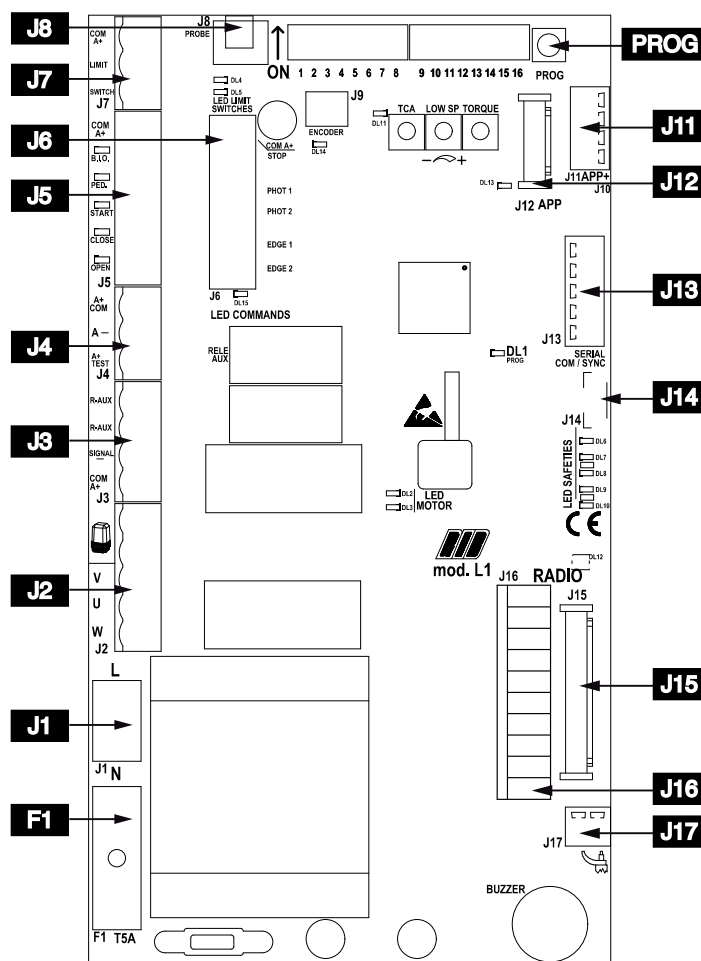 J8
J7
J6
J5
J4
J3
J2
J1
F1
COM
A+
LIMIT
SWITCH
J7
COM
A+
B.I.O.
PED.
START
CLOSE
OPEN
J5
A+
COM
A –
A+
TEST
J4
R-AUX
R-AUX
SIGNAL
–
COM
A+
J3
V
U
W
J2
L
J1 N
F1 T5A
J8
PROBE
ON
1 2 3 4 5 6 7 8 9 10 11 12 13 14 15 16
PROG
DL4
DL5
LED LIMIT
SWITCHES
J9
ENCODER
DL14
COM A+
STOP
PHOT 1
PHOT 2
EDGE 1
EDGE 2
J6
DL15
LED COMMANDS
RELE
AUX
DL11
TCA LOW SP TORQUE
– +
DL13
J12 APP
J11APP+
J10
J13
SERIAL
COM / SYNC
DL1
PROG
J14
LED SAFETIES
DL6
DL7
DL8
DL9
DL10
CE
DL2
DL3
LED
MOTOR
mod. L1
DL12
J16 RADIO
J15
J17
BUZZER
PROG
J11
J12
J13
J14
J15
J16
J17